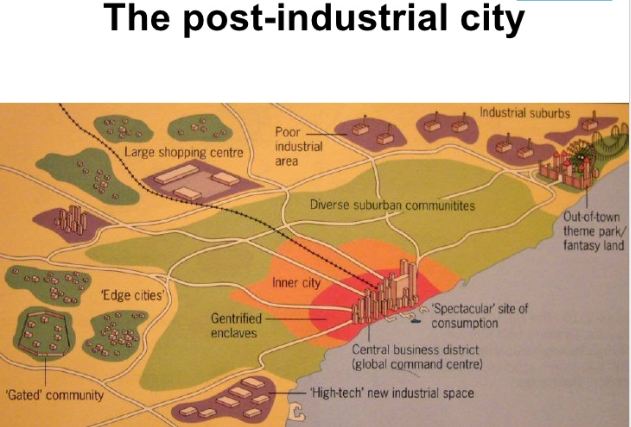 The post-industrial city
Industrial suburbs
Poor
industrial
area
Large shopping centre
Diverse suburban communitites
Out-of-town
theme park/
fantasy land
Inner city
'Edge cities'
'Spectacular' site of
consumption
Gentrified
enclaves
Central business district
(global command centre)
'Gated' community
'High-tech' new industrial space